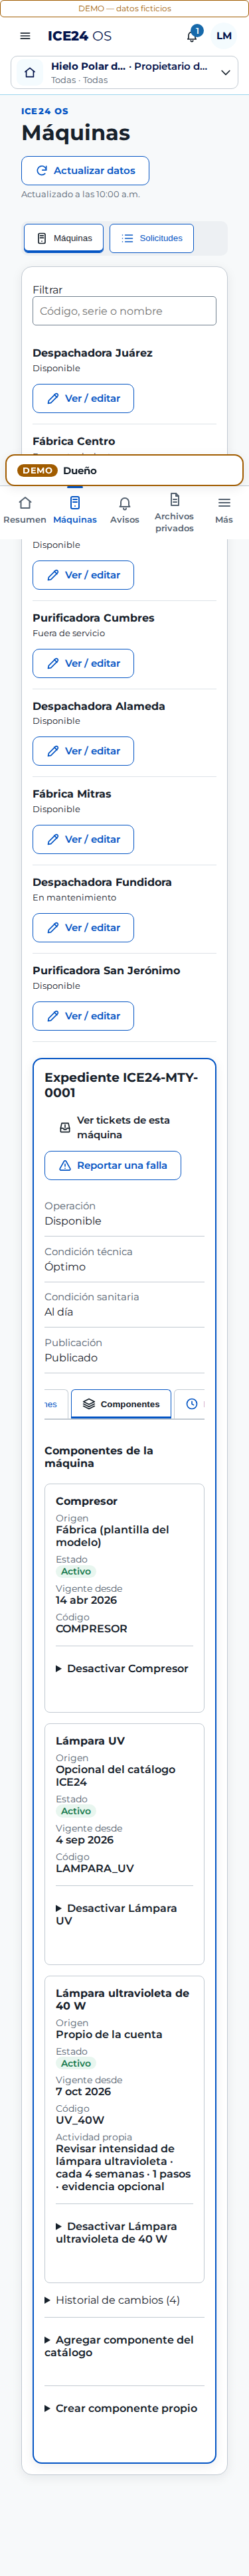 DEMO — datos ficticios
ICE24 OS
1
LM
Hielo Polar d... · Propietario d...
Todas · Todas
ICE24 OS
Máquinas
Actualizar datos
Actualizado a las 10:00 a.m.
Máquinas
Solicitudes
Filtrar
Código, serie o nombre
Despachadora Juárez
Disponible
Ver / editar
Fábrica Centro
DEMO Dueño
Resumen
Máquinas
Avisos
Archivos privados
Más
Disponible
Ver / editar
Purificadora Cumbres
Fuera de servicio
Ver / editar
Despachadora Alameda
Disponible
Ver / editar
Fábrica Mitras
Disponible
Ver / editar
Despachadora Fundidora
En mantenimiento
Ver / editar
Purificadora San Jerónimo
Disponible
Ver / editar
Expediente ICE24-MTY-
0001
Ver tickets de esta
máquina
Reportar una falla
Operación
Disponible
Condición técnica
Óptimo
Condición sanitaria
Al día
Publicación
Publicado
nes
Componentes
Componentes de la
máquina
Compresor
Origen
Fábrica (plantilla del
modelo)
Estado
Activo
Vigente desde
14 abr 2026
Código
COMPRESOR
Desactivar Compresor
Lámpara UV
Origen
Opcional del catálogo
ICE24
Estado
Activo
Vigente desde
4 sep 2026
Código
LAMPARA_UV
Desactivar Lámpara
UV
Lámpara ultravioleta de
40 W
Origen
Propio de la cuenta
Estado
Activo
Vigente desde
7 oct 2026
Código
UV_40W
Actividad propia
Revisar intensidad de
lámpara ultravioleta ·
cada 4 semanas · 1 pasos
· evidencia opcional
Desactivar Lámpara
ultravioleta de 40 W
Historial de cambios (4)
Agregar componente del
catálogo
Crear componente propio